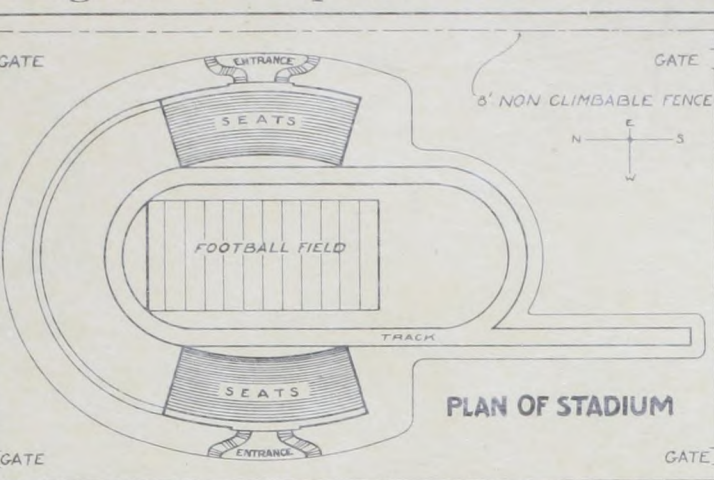 GATE
ENTRANCE
GATE
8' NON CLIMBABLE FENCE
SEATS
E
N S
W
FOOTBALL FIELD
TRACK
SEATS
PLAN OF STADIUM
ENTRANCE
GATE
GATE